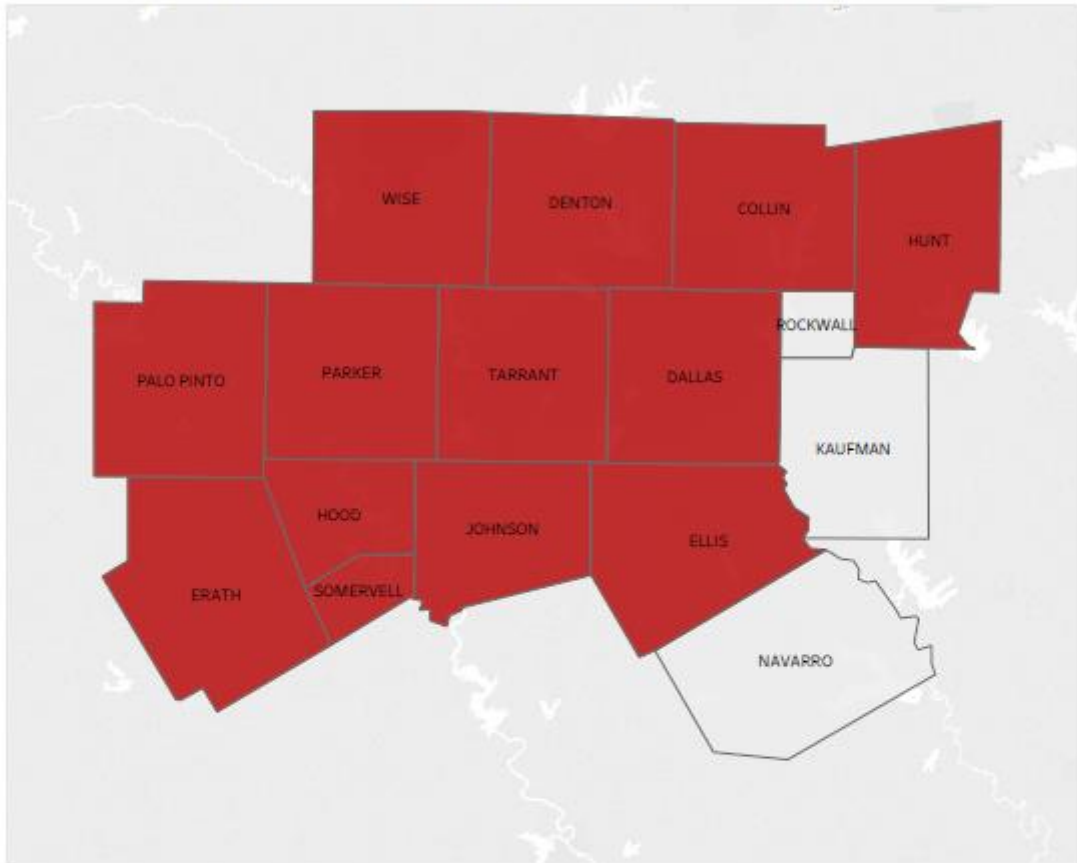 WISE
DENTON
COLLIN
HUNT
ROCKWALL
PALO PINTO
PARKER
TARRANT
DALLAS
KAUFMAN
HOOD
JOHNSON
ELLIS
ERATH
SOMERVELL
NAVARRO